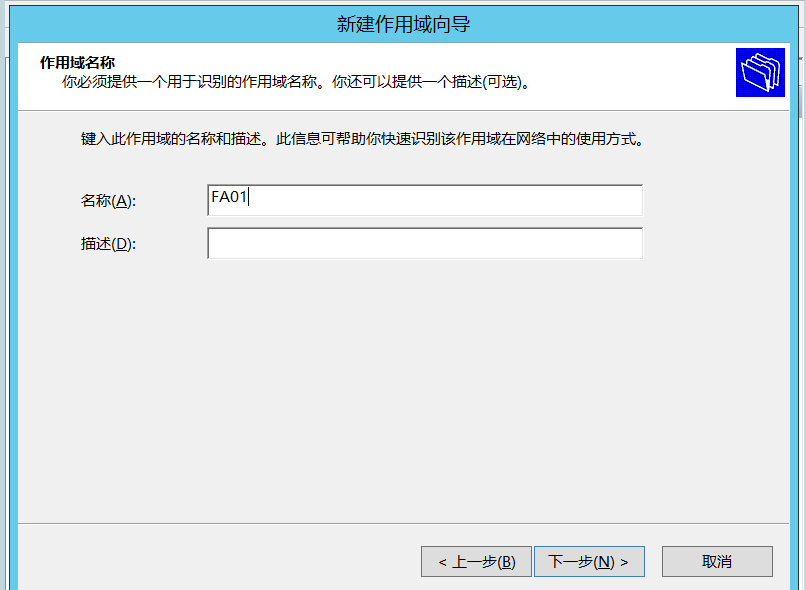 新建作用域向导
作用域名称
你必须提供一个用于识别的作用域名称。你还可以提供一个描述(可选)。
键入此作用域的名称和描述。此信息可帮助你快速识别该作用域在网络中的使用方式。
名称(A): FA01
描述(D):
< 上一步(B) 下一步(N) > 取消